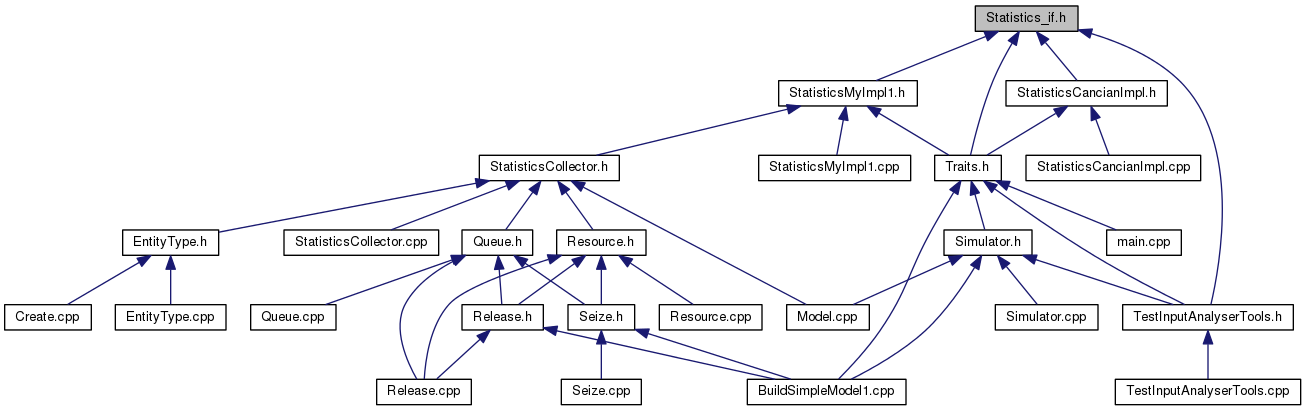 Statistics_if.h
StatisticsMyImpl1.h
StatisticsCancianImpl.h
StatisticsCollector.h
StatisticsMyImpl1.cpp
Traits.h
StatisticsCancianImpl.cpp
EntityType.h
StatisticsCollector.cpp
Queue.h
Resource.h
Simulator.h
main.cpp
Create.cpp
EntityType.cpp
Queue.cpp
Release.h
Seize.h
Resource.cpp
Model.cpp
Simulator.cpp
TestInputAnalyserTools.h
Release.cpp
Seize.cpp
BuildSimpleModel1.cpp
TestInputAnalyserTools.cpp